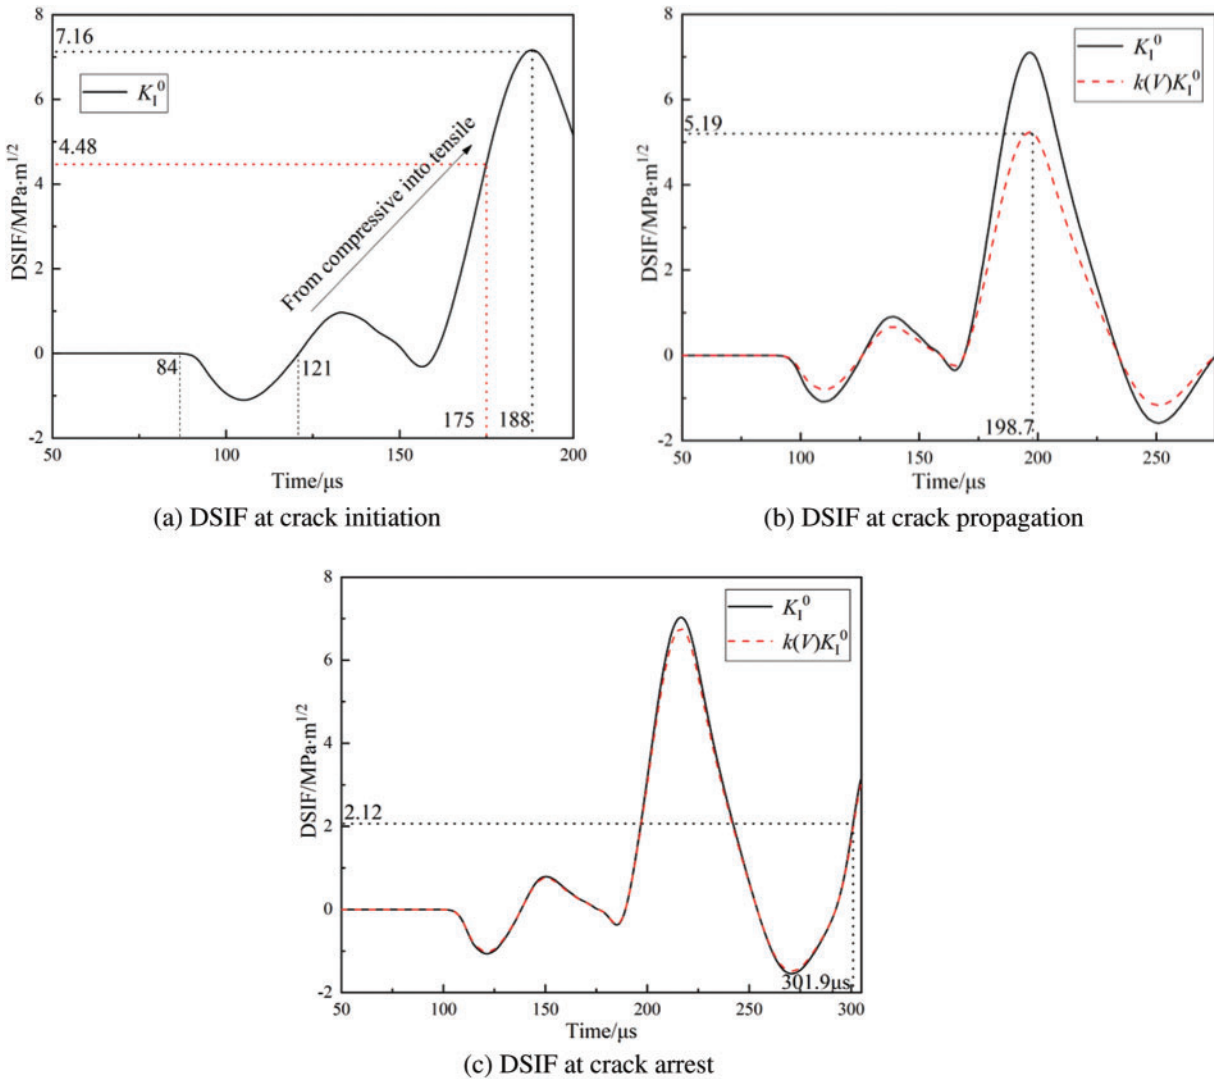 8
7.16
K_I^0
6
4.48
4
From compressive into tensile
DSIF/MPa·m^1/2
2
0
84
121
175
188
-2
50
100
150
200
Time/μs
(a) DSIF at crack initiation
8
K_I^0
k(V)K_I^0
6
5.19
4
DSIF/MPa·m^1/2
2
0
198.7
-2
50
100
150
200
250
Time/μs
(b) DSIF at crack propagation
8
K_I^0
k(V)K_I^0
6
4
DSIF/MPa·m^1/2
2.12
2
0
301.9μs
-2
50
100
150
200
250
300
Time/μs
(c) DSIF at crack arrest